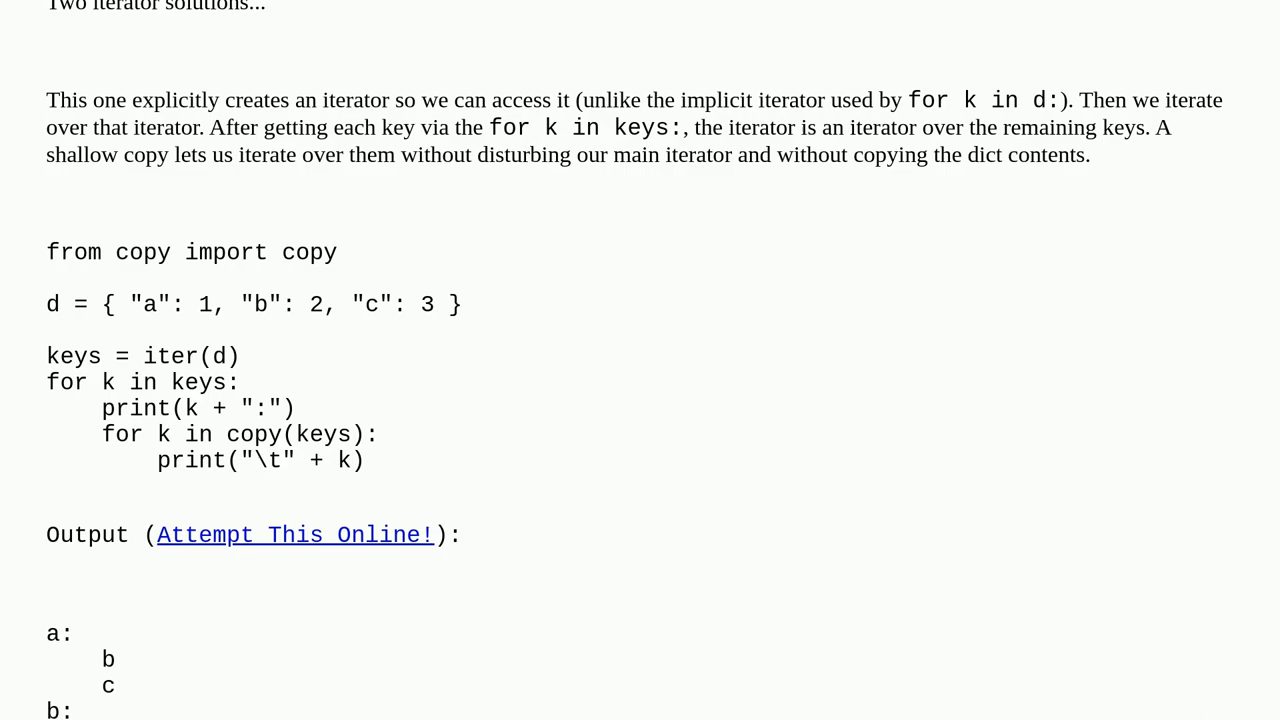 Two iterator solutions...
This one explicitly creates an iterator so we can access it (unlike the implicit iterator used by for k in d:). Then we iterate
over that iterator. After getting each key via the for k in keys:, the iterator is an iterator over the remaining keys. A
shallow copy lets us iterate over them without disturbing our main iterator and without copying the dict contents.
from copy import copy
d = { "a": 1, "b": 2, "c": 3 }
keys = iter(d)
for k in keys:
    print(k + ":")
    for k in copy(keys):
        print("\t" + k)
Output (Attempt This Online!):
a:
    b
    c
b: